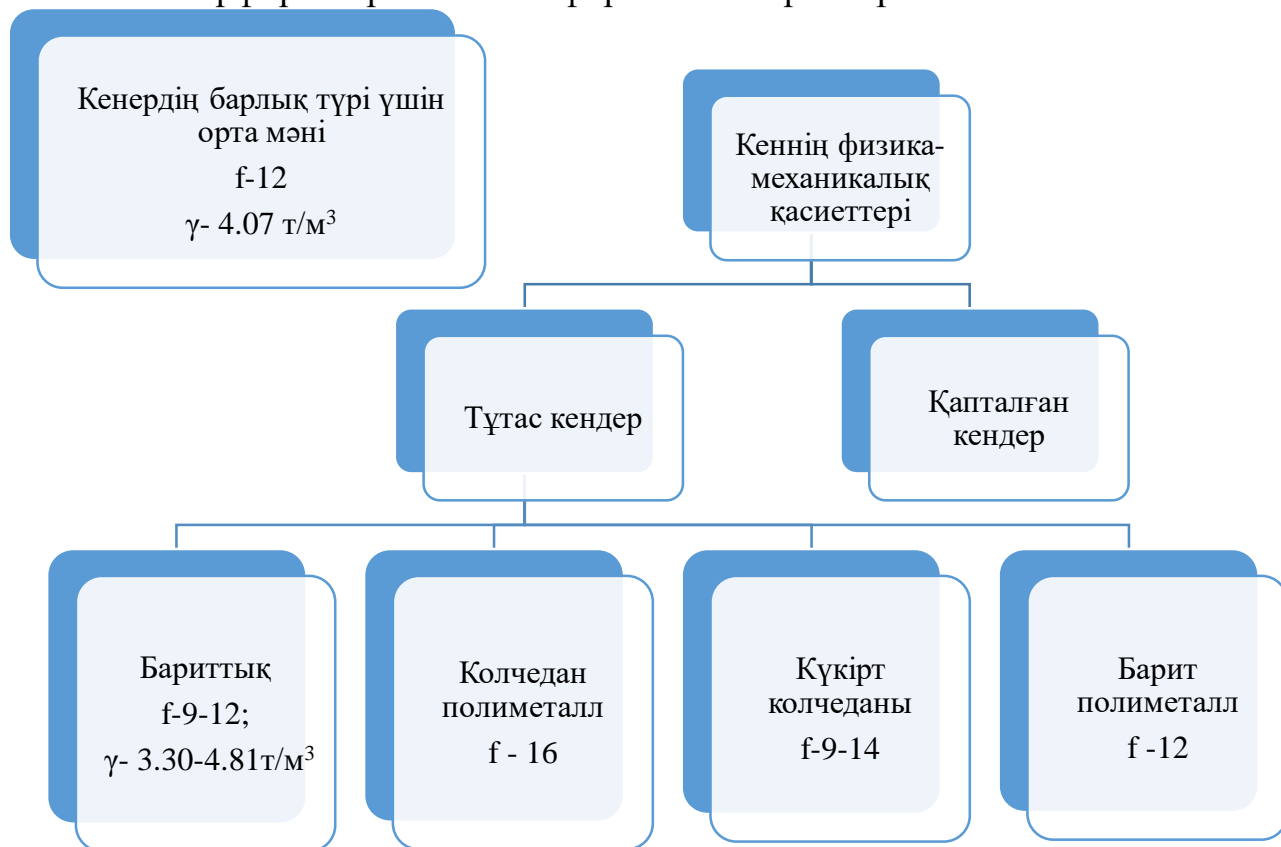 Кенердің барлық түрі үшін
орта мәні
f-12
γ- 4.07 т/м³
Кеннің физика-
механикалық
қасиеттері
Тұтас кендер
Қапталған
кендер
Бариттық
f-9-12;
γ- 3.30-4.81т/м³
Колчедан
полиметалл
f - 16
Күкірт
колчеданы
f-9-14
Барит
полиметалл
f -12